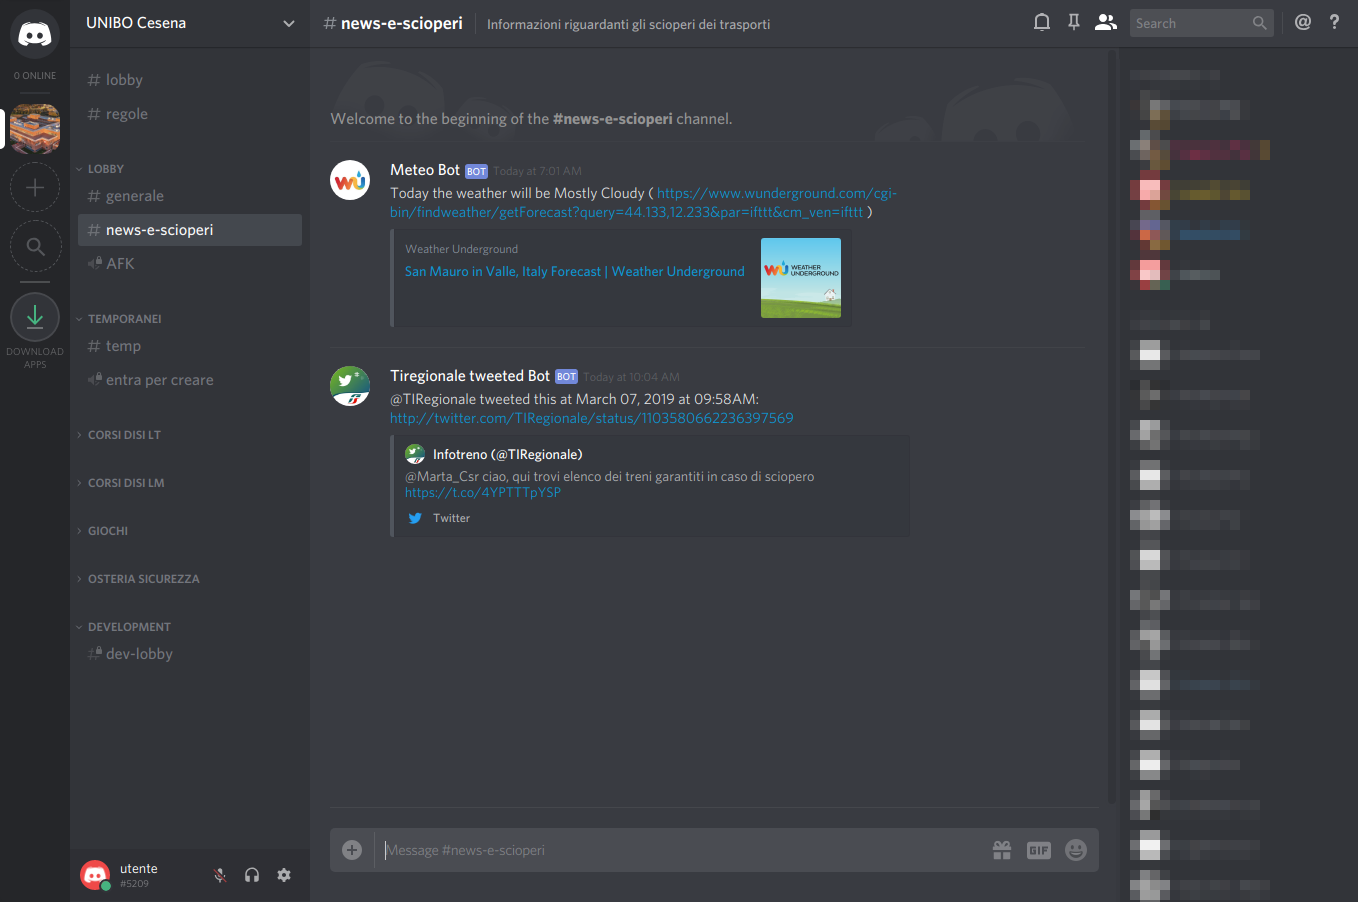 0 ONLINE
DOWNLOAD
APPS
UNIBO Cesena
# lobby
# regole
LOBBY
# generale
# news-e-scioperi
AFK
TEMPORANEI
# temp
entra per creare
CORSI DISI LT
CORSI DISI LM
GIOCHI
OSTERIA SICUREZZA
DEVELOPMENT
# dev-lobby
utente
#5209
# news-e-scioperi
Informazioni riguardanti gli scioperi dei trasporti
Search
@ ?
Welcome to the beginning of the #news-e-scioperi channel.
WU
Meteo Bot BOT Today at 7:01 AM
Today the weather will be Mostly Cloudy ( https://www.wunderground.com/cgi-
bin/findweather/getForecast?query=44.133,12.233&par=ifttt&cm_ven=ifttt )
Weather Underground
San Mauro in Valle, Italy Forecast | Weather Underground
WU WEATHER
UNDERGROUND
Tiregionale tweeted Bot BOT Today at 10:04 AM
@TIRegionale tweeted this at March 07, 2019 at 09:58AM:
http://twitter.com/TIRegionale/status/1103580662236397569
Infotreno (@TIRegionale)
@Marta_Csr ciao, qui trovi elenco dei treni garantiti in caso di sciopero
https://t.co/4YPTTTpYSP
Twitter
Message #news-e-scioperi
GIF